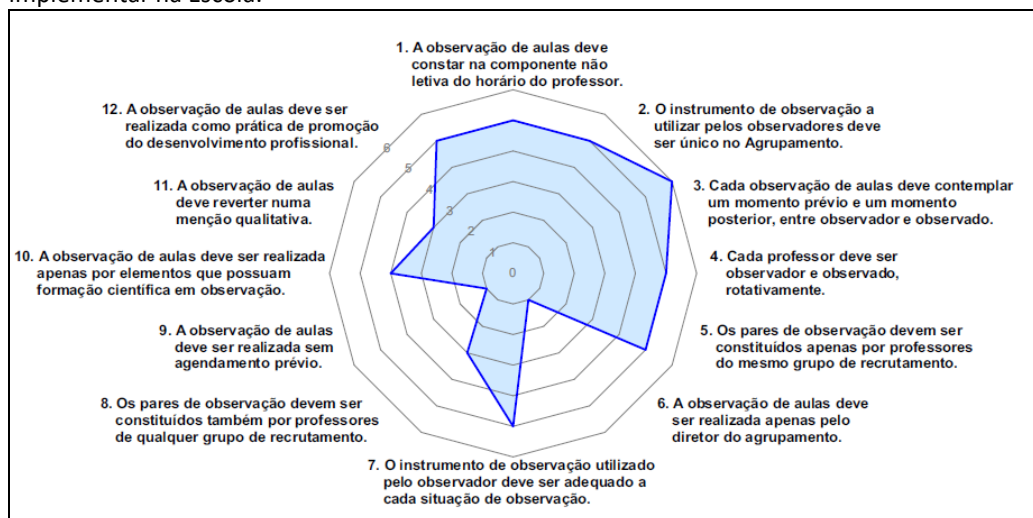 implementar na Escola.
1. A observação de aulas deve
constar na componente não
letiva do horário do professor.
2. O instrumento de observação a
utilizar pelos observadores deve
ser único no Agrupamento.
3. Cada observação de aulas deve contemplar
um momento prévio e um momento
posterior, entre observador e observado.
4. Cada professor deve ser
observador e observado,
rotativamente.
5. Os pares de observação devem ser
constituídos apenas por professores
do mesmo grupo de recrutamento.
6. A observação de aulas deve
ser realizada apenas pelo
diretor do agrupamento.
7. O instrumento de observação utilizado
pelo observador deve ser adequado a
cada situação de observação.
8. Os pares de observação devem ser
constituídos também por professores
de qualquer grupo de recrutamento.
9. A observação de aulas
deve ser realizada sem
agendamento prévio.
10. A observação de aulas deve ser realizada
apenas por elementos que possuam
formação científica em observação.
11. A observação de aulas
deve reverter numa
menção qualitativa.
12. A observação de aulas deve ser
realizada como prática de promoção
do desenvolvimento profissional.
6
5
4
3
2
1
0